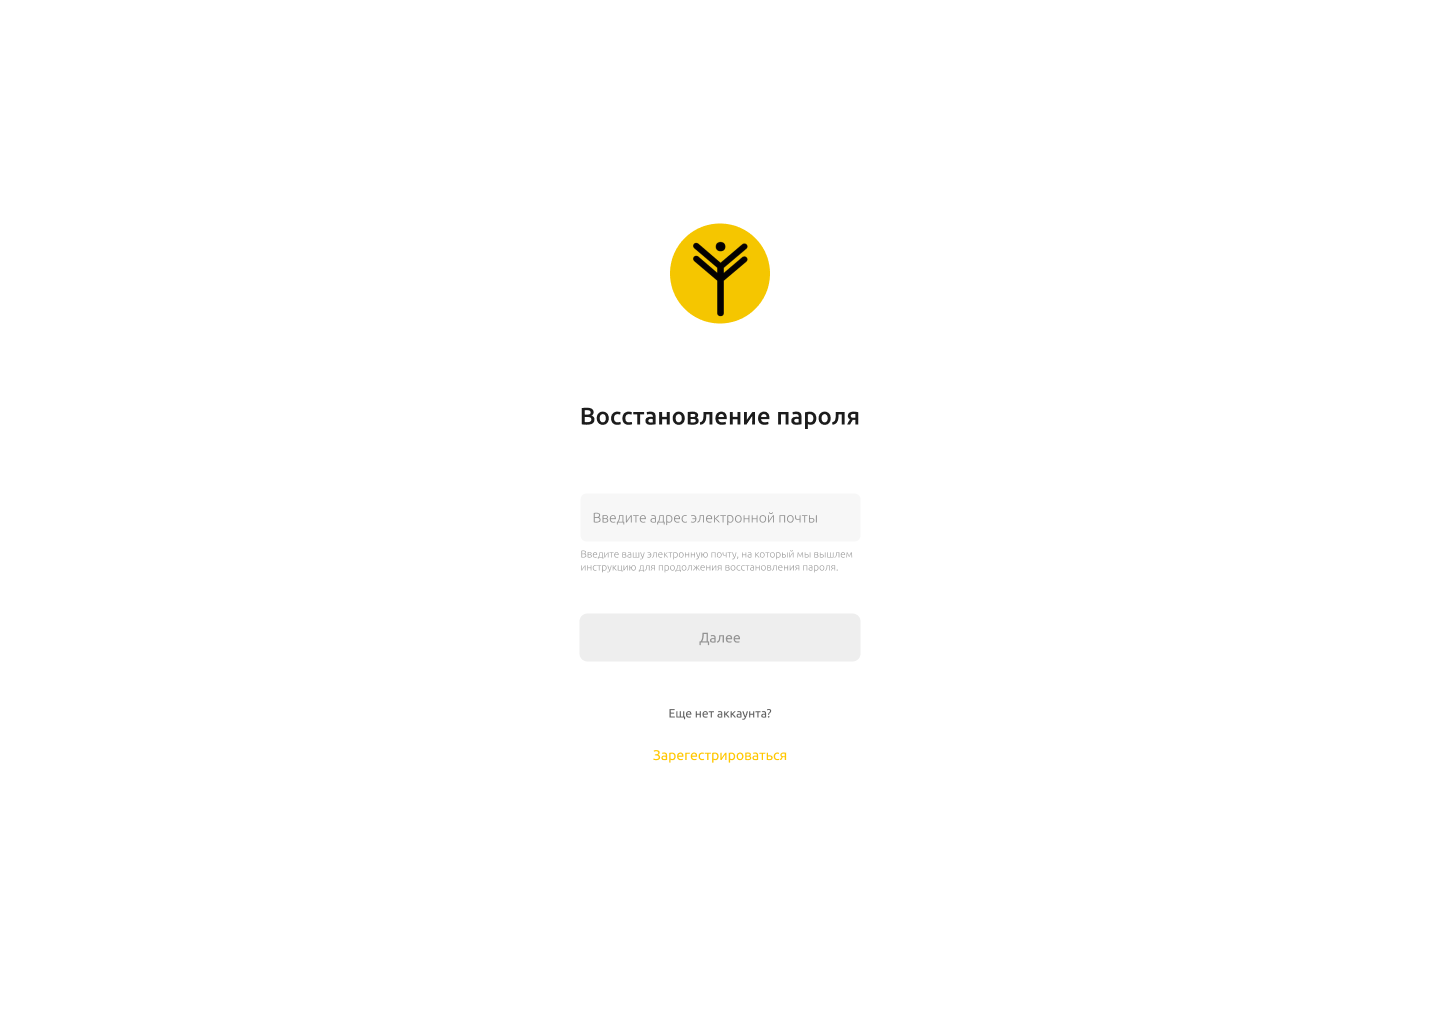 Восстановление пароля
Введите адрес электронной почты
Введите вашу электронную почту, на который мы вышлем
инструкцию для продолжения восстановления пароля.
Далее
Еще нет аккаунта?
Зарегестрироваться